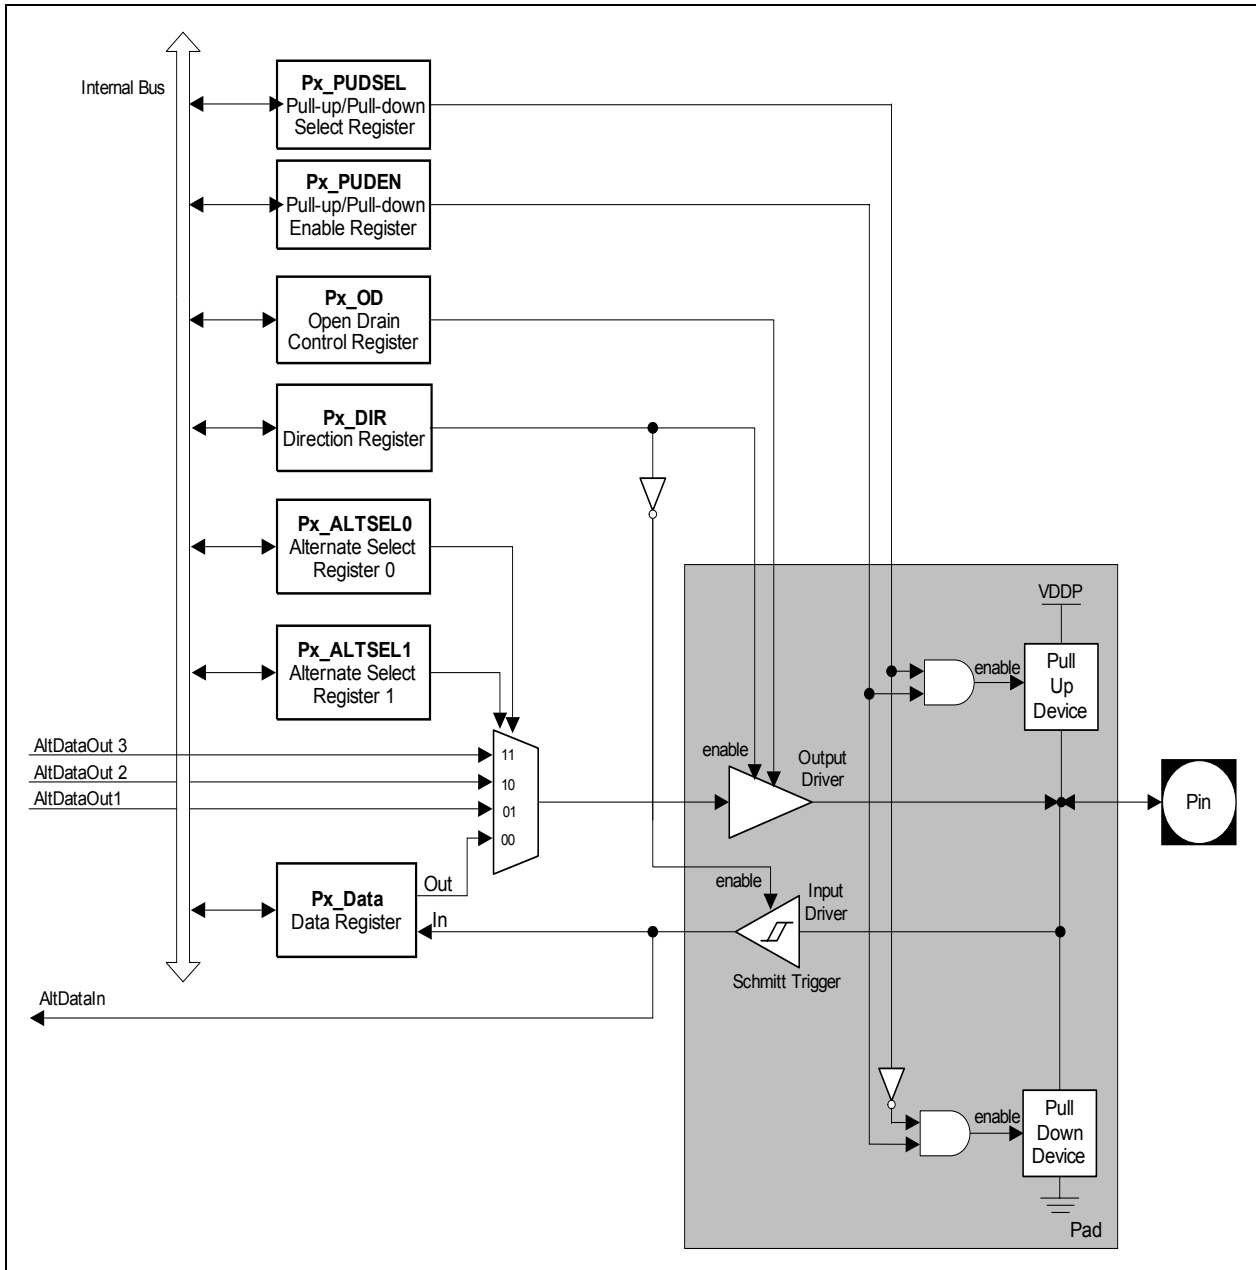 Internal Bus
Px_PUDSEL
Pull-up/Pull-down
Select Register
Px_PUDEN
Pull-up/Pull-down
Enable Register
Px_OD
Open Drain
Control Register
Px_DIR
Direction Register
Px_ALTSEL0
Alternate Select
Register 0
Px_ALTSEL1
Alternate Select
Register 1
AltDataOut 3
AltDataOut 2
AltDataOut1
11
10
01
00
Px_Data
Data Register
Out
In
AltDataIn
enable
Output
Driver
enable
Input
Driver
Schmitt Trigger
VDDP
enable
Pull
Up
Device
Pin
enable
Pull
Down
Device
Pad